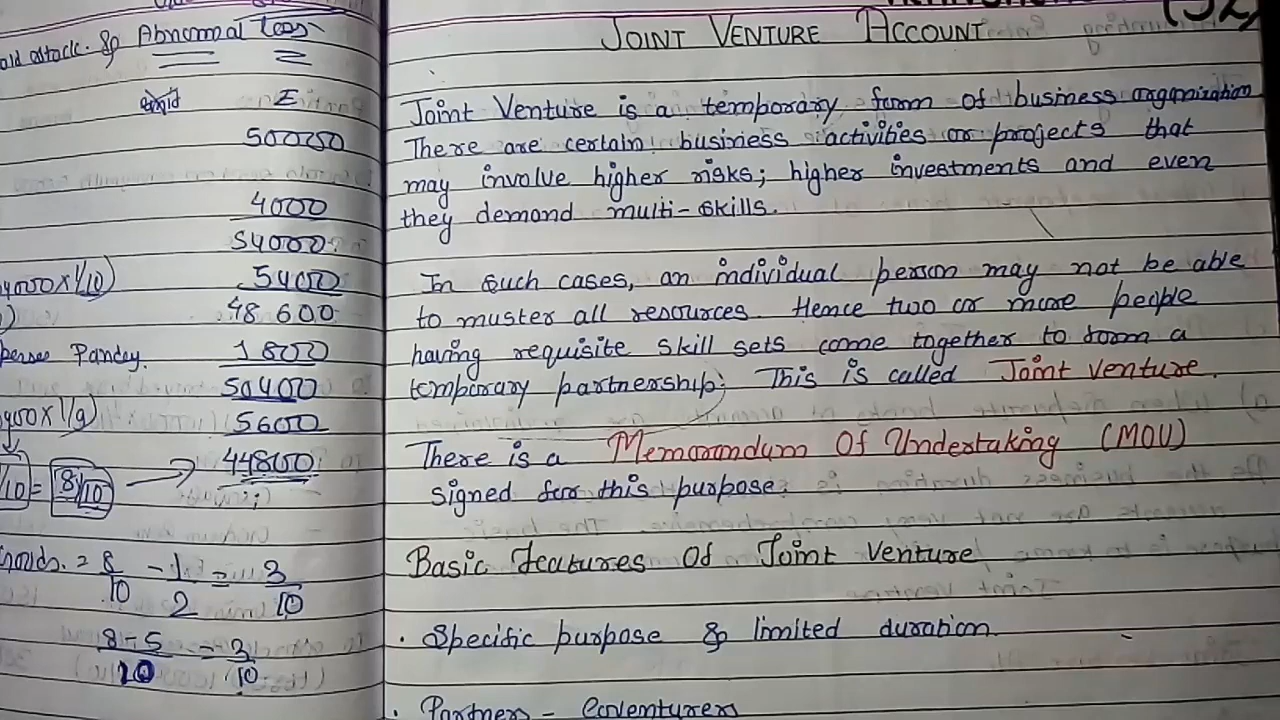 & Abnormal Loss
Σ
500050
4000
54000
5400
48600
Pandey. 1800
50400
5600
8/10 → 44800
= 8/10 - 1/2 = 3/10
8-5/10 = 3/10
JOINT VENTURE ACCOUNT
Joint Venture is a temporary form of business organization
There are certain business activities or projects that
may involve higher risks; higher investments and even
they demand multi-skills.
In such cases, an individual person may not be able
to muster all resources. Hence two or more people
having requisite skill sets come together to form a
temporary partnership. This is called Joint venture.
There is a Memorandum Of Undertaking (MOU)
signed for this purpose.
Basic Features Of Joint Venture
· Specific purpose & limited duration.
· Partners - Coventurers